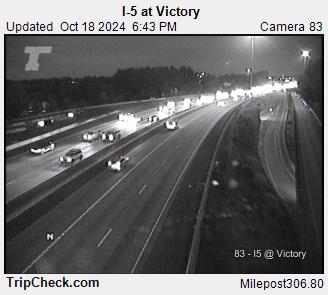 I-5 at Victory
Updated Oct 18 2024 6:43 PM Camera 83
T
N
83 - I5 @ Victory
TripCheck.com Milepost306.80